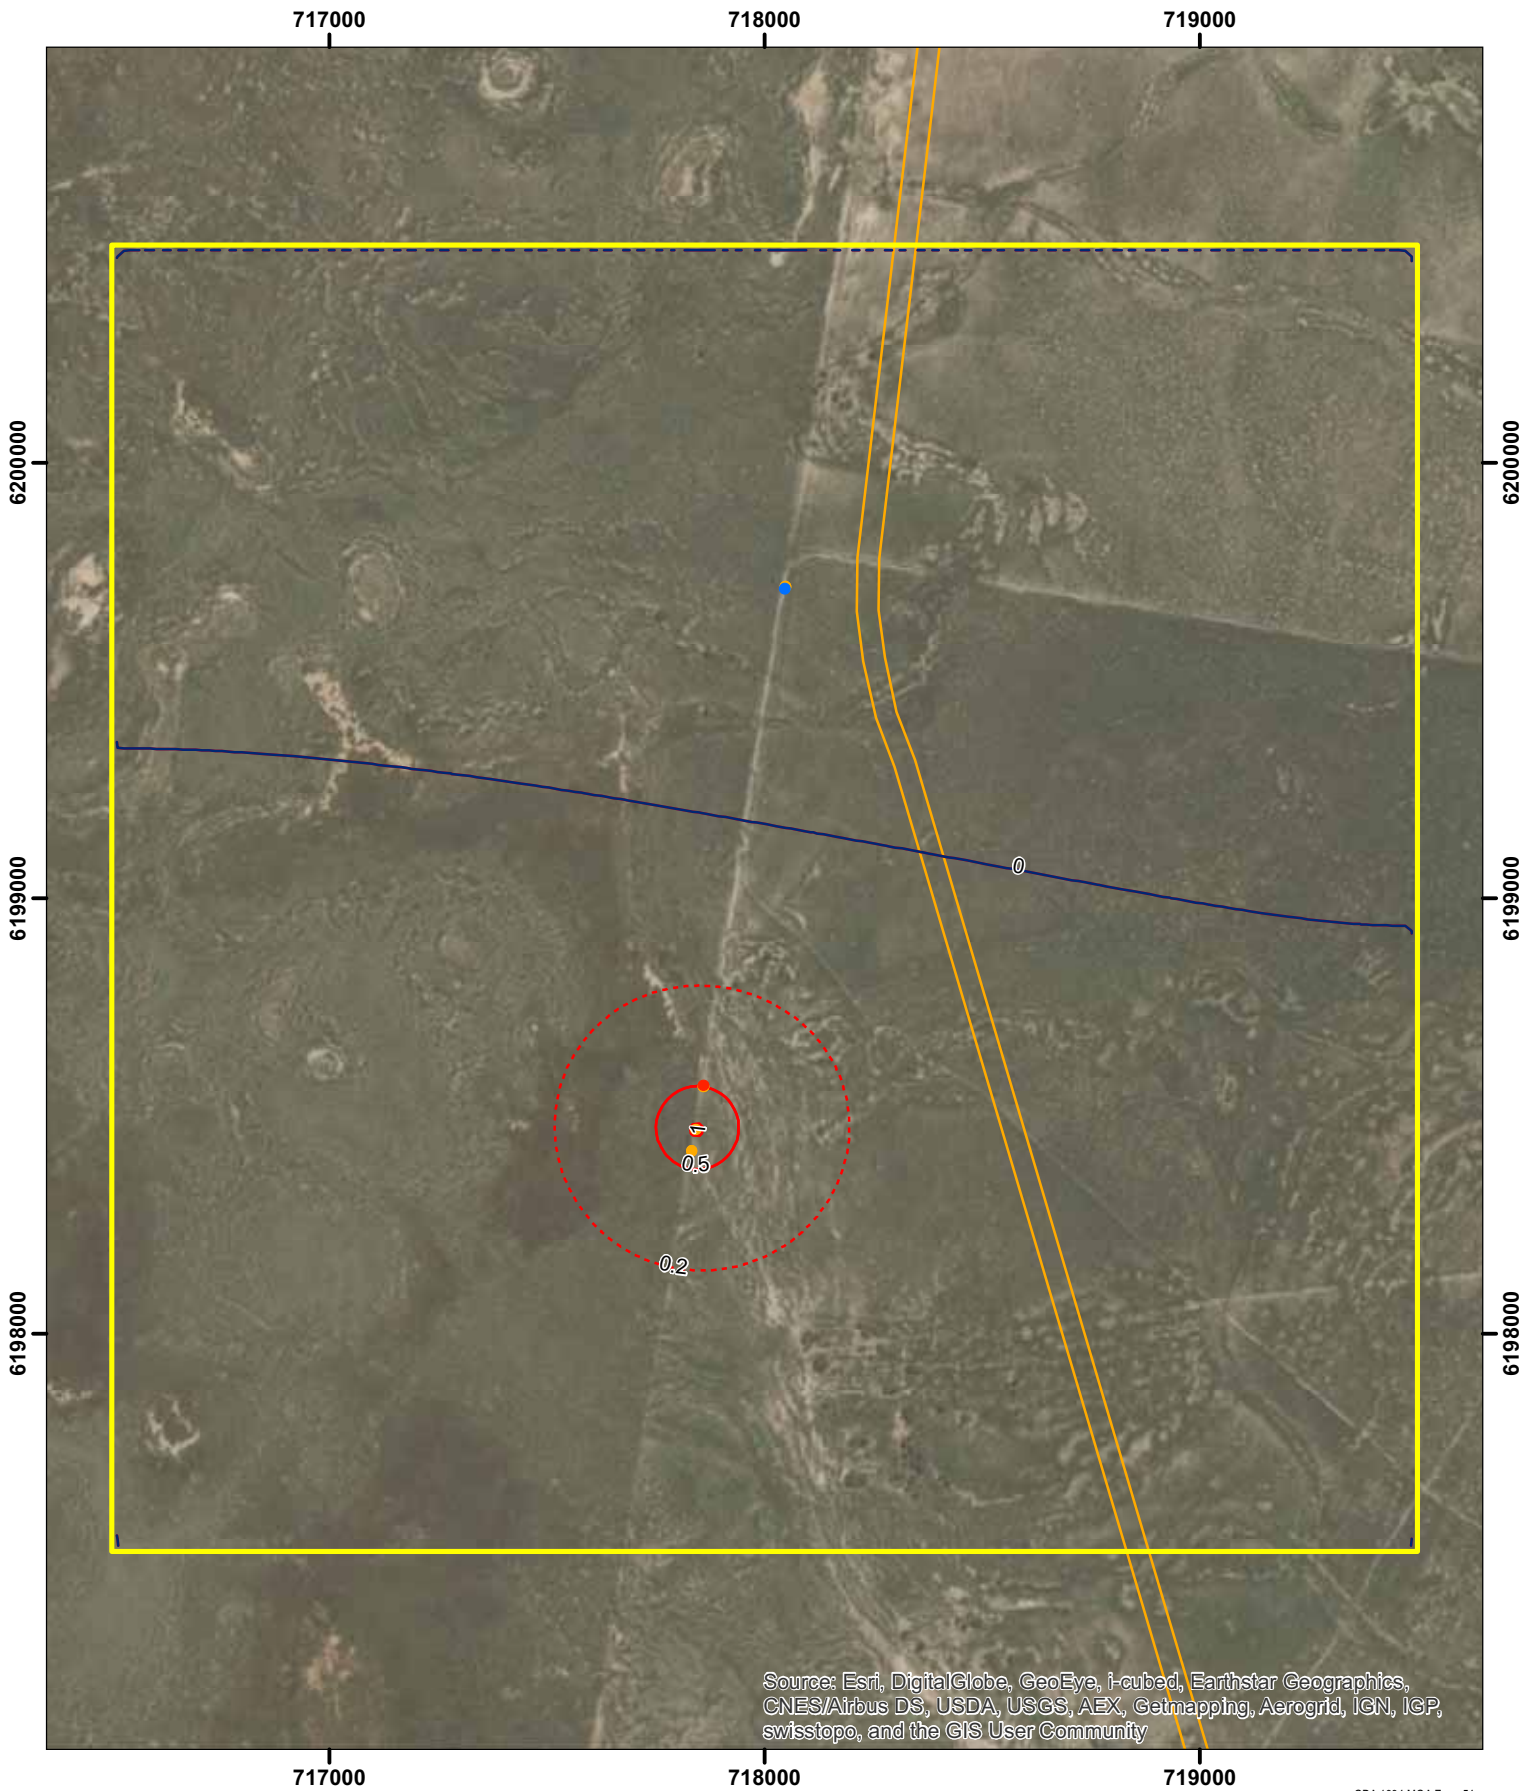 717000 718000 719000
6200000 6200000
0
6199000 6199000
1
0.5
0.2
6198000 6198000
Source: Esri, DigitalGlobe, GeoEye, i-cubed, Earthstar Geographics,
CNES/Airbus DS, USDA, USGS, AEX, Getmapping, Aerogrid, IGN, IGP,
swisstopo, and the GIS User Community
717000 718000 719000